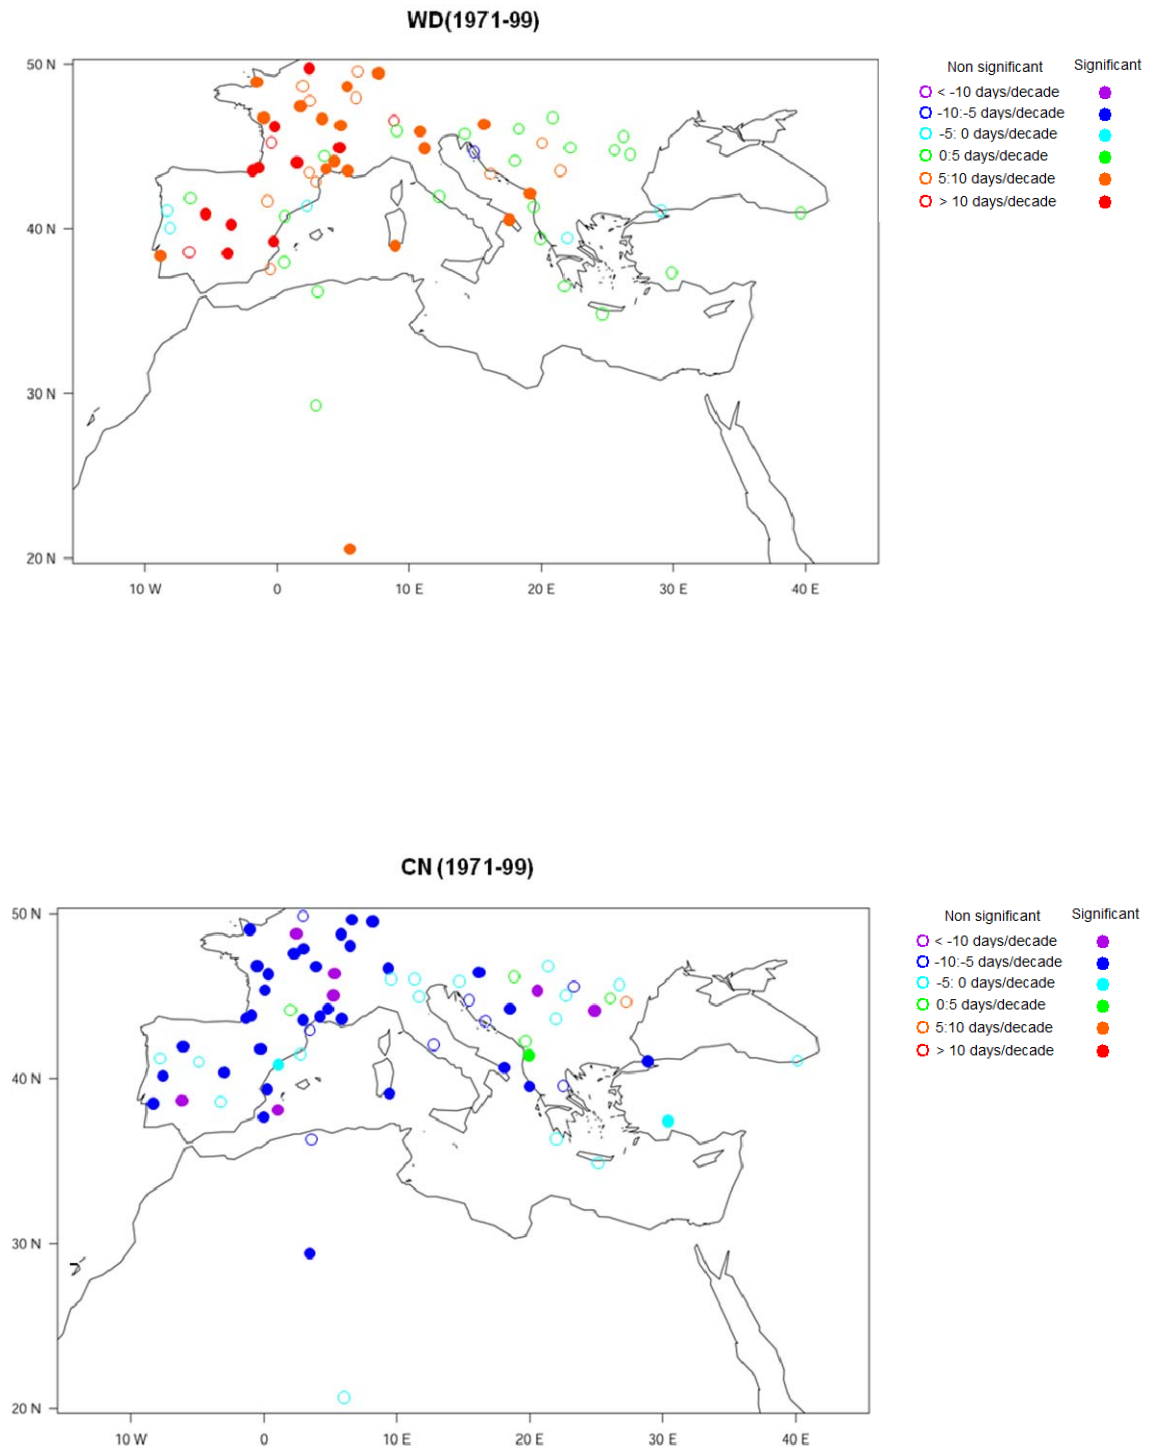 WD(1971-99)
50 N
40 N
30 N
20 N
10 W 0 10 E 20 E 30 E 40 E
Non significant Significant
< -10 days/decade
-10:-5 days/decade
-5: 0 days/decade
0:5 days/decade
5:10 days/decade
> 10 days/decade
CN (1971-99)
50 N
40 N
30 N
20 N
10 W 0 10 E 20 E 30 E 40 E
Non significant Significant
< -10 days/decade
-10:-5 days/decade
-5: 0 days/decade
0:5 days/decade
5:10 days/decade
> 10 days/decade